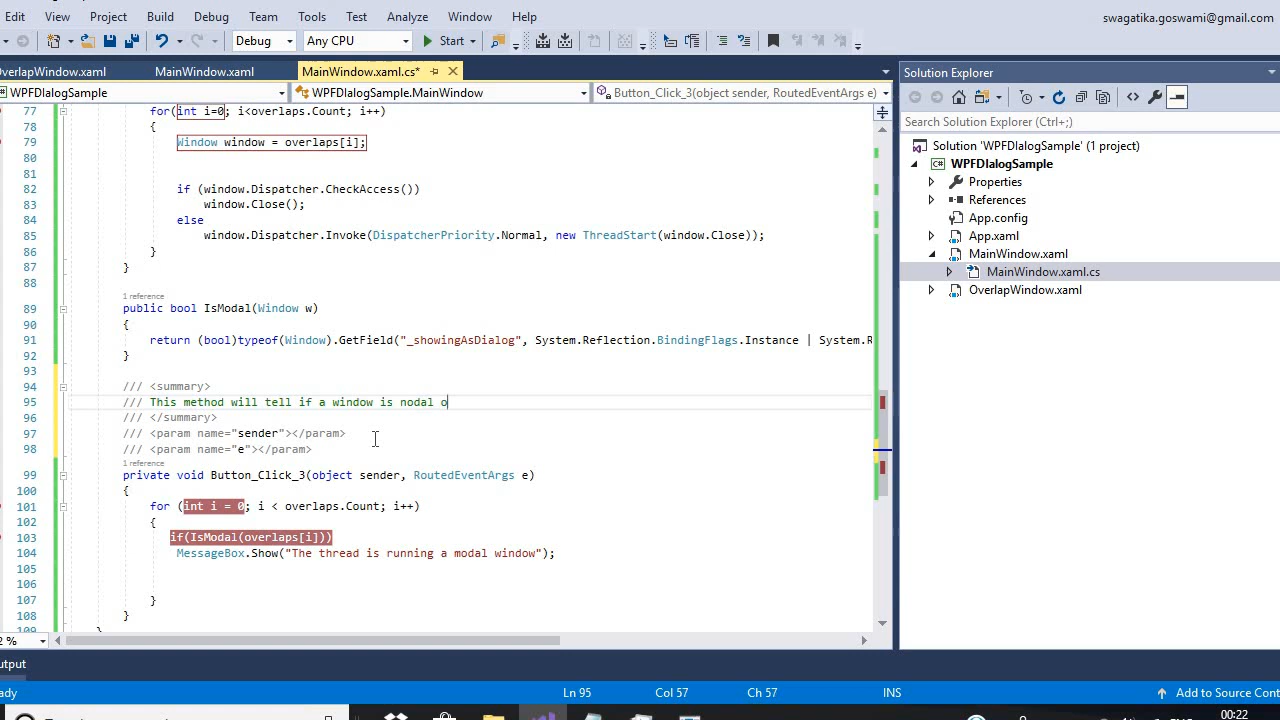 Edit View Project Build Debug Team Tools Test Analyze Window Help swagatika.goswami@gmail.com
Debug Any CPU Start
OverlapWindow.xaml MainWindow.xaml MainWindow.xaml.cs*
WPFDIalogSample WPFDIalogSample.MainWindow Button_Click_3(object sender, RoutedEventArgs e)
77 for(int i=0; i<overlaps.Count; i++)
78 {
79 Window window = overlaps[i];
80
81
82 if (window.Dispatcher.CheckAccess())
83 window.Close();
84 else
85 window.Dispatcher.Invoke(DispatcherPriority.Normal, new ThreadStart(window.Close));
86 }
87 }
88
1 reference
89 public bool IsModal(Window w)
90 {
91 return (bool)typeof(Window).GetField("_showingAsDialog", System.Reflection.BindingFlags.Instance | System.R
92 }
93
94 /// <summary>
95 /// This method will tell if a window is nodal o
96 /// </summary>
97 /// <param name="sender"></param>
98 /// <param name="e"></param>
1 reference
99 private void Button_Click_3(object sender, RoutedEventArgs e)
100 {
101 for (int i = 0; i < overlaps.Count; i++)
102 {
103 if(IsModal(overlaps[i]))
104 MessageBox.Show("The thread is running a modal window");
105
106
107 }
108 }
109 }
2 %
Solution Explorer
Search Solution Explorer (Ctrl+;)
Solution 'WPFDIalogSample' (1 project)
WPFDIalogSample
Properties
References
App.config
App.xaml
MainWindow.xaml
MainWindow.xaml.cs
OverlapWindow.xaml
utput
ady Ln 95 Col 57 Ch 57 INS Add to Source Cont
00:22